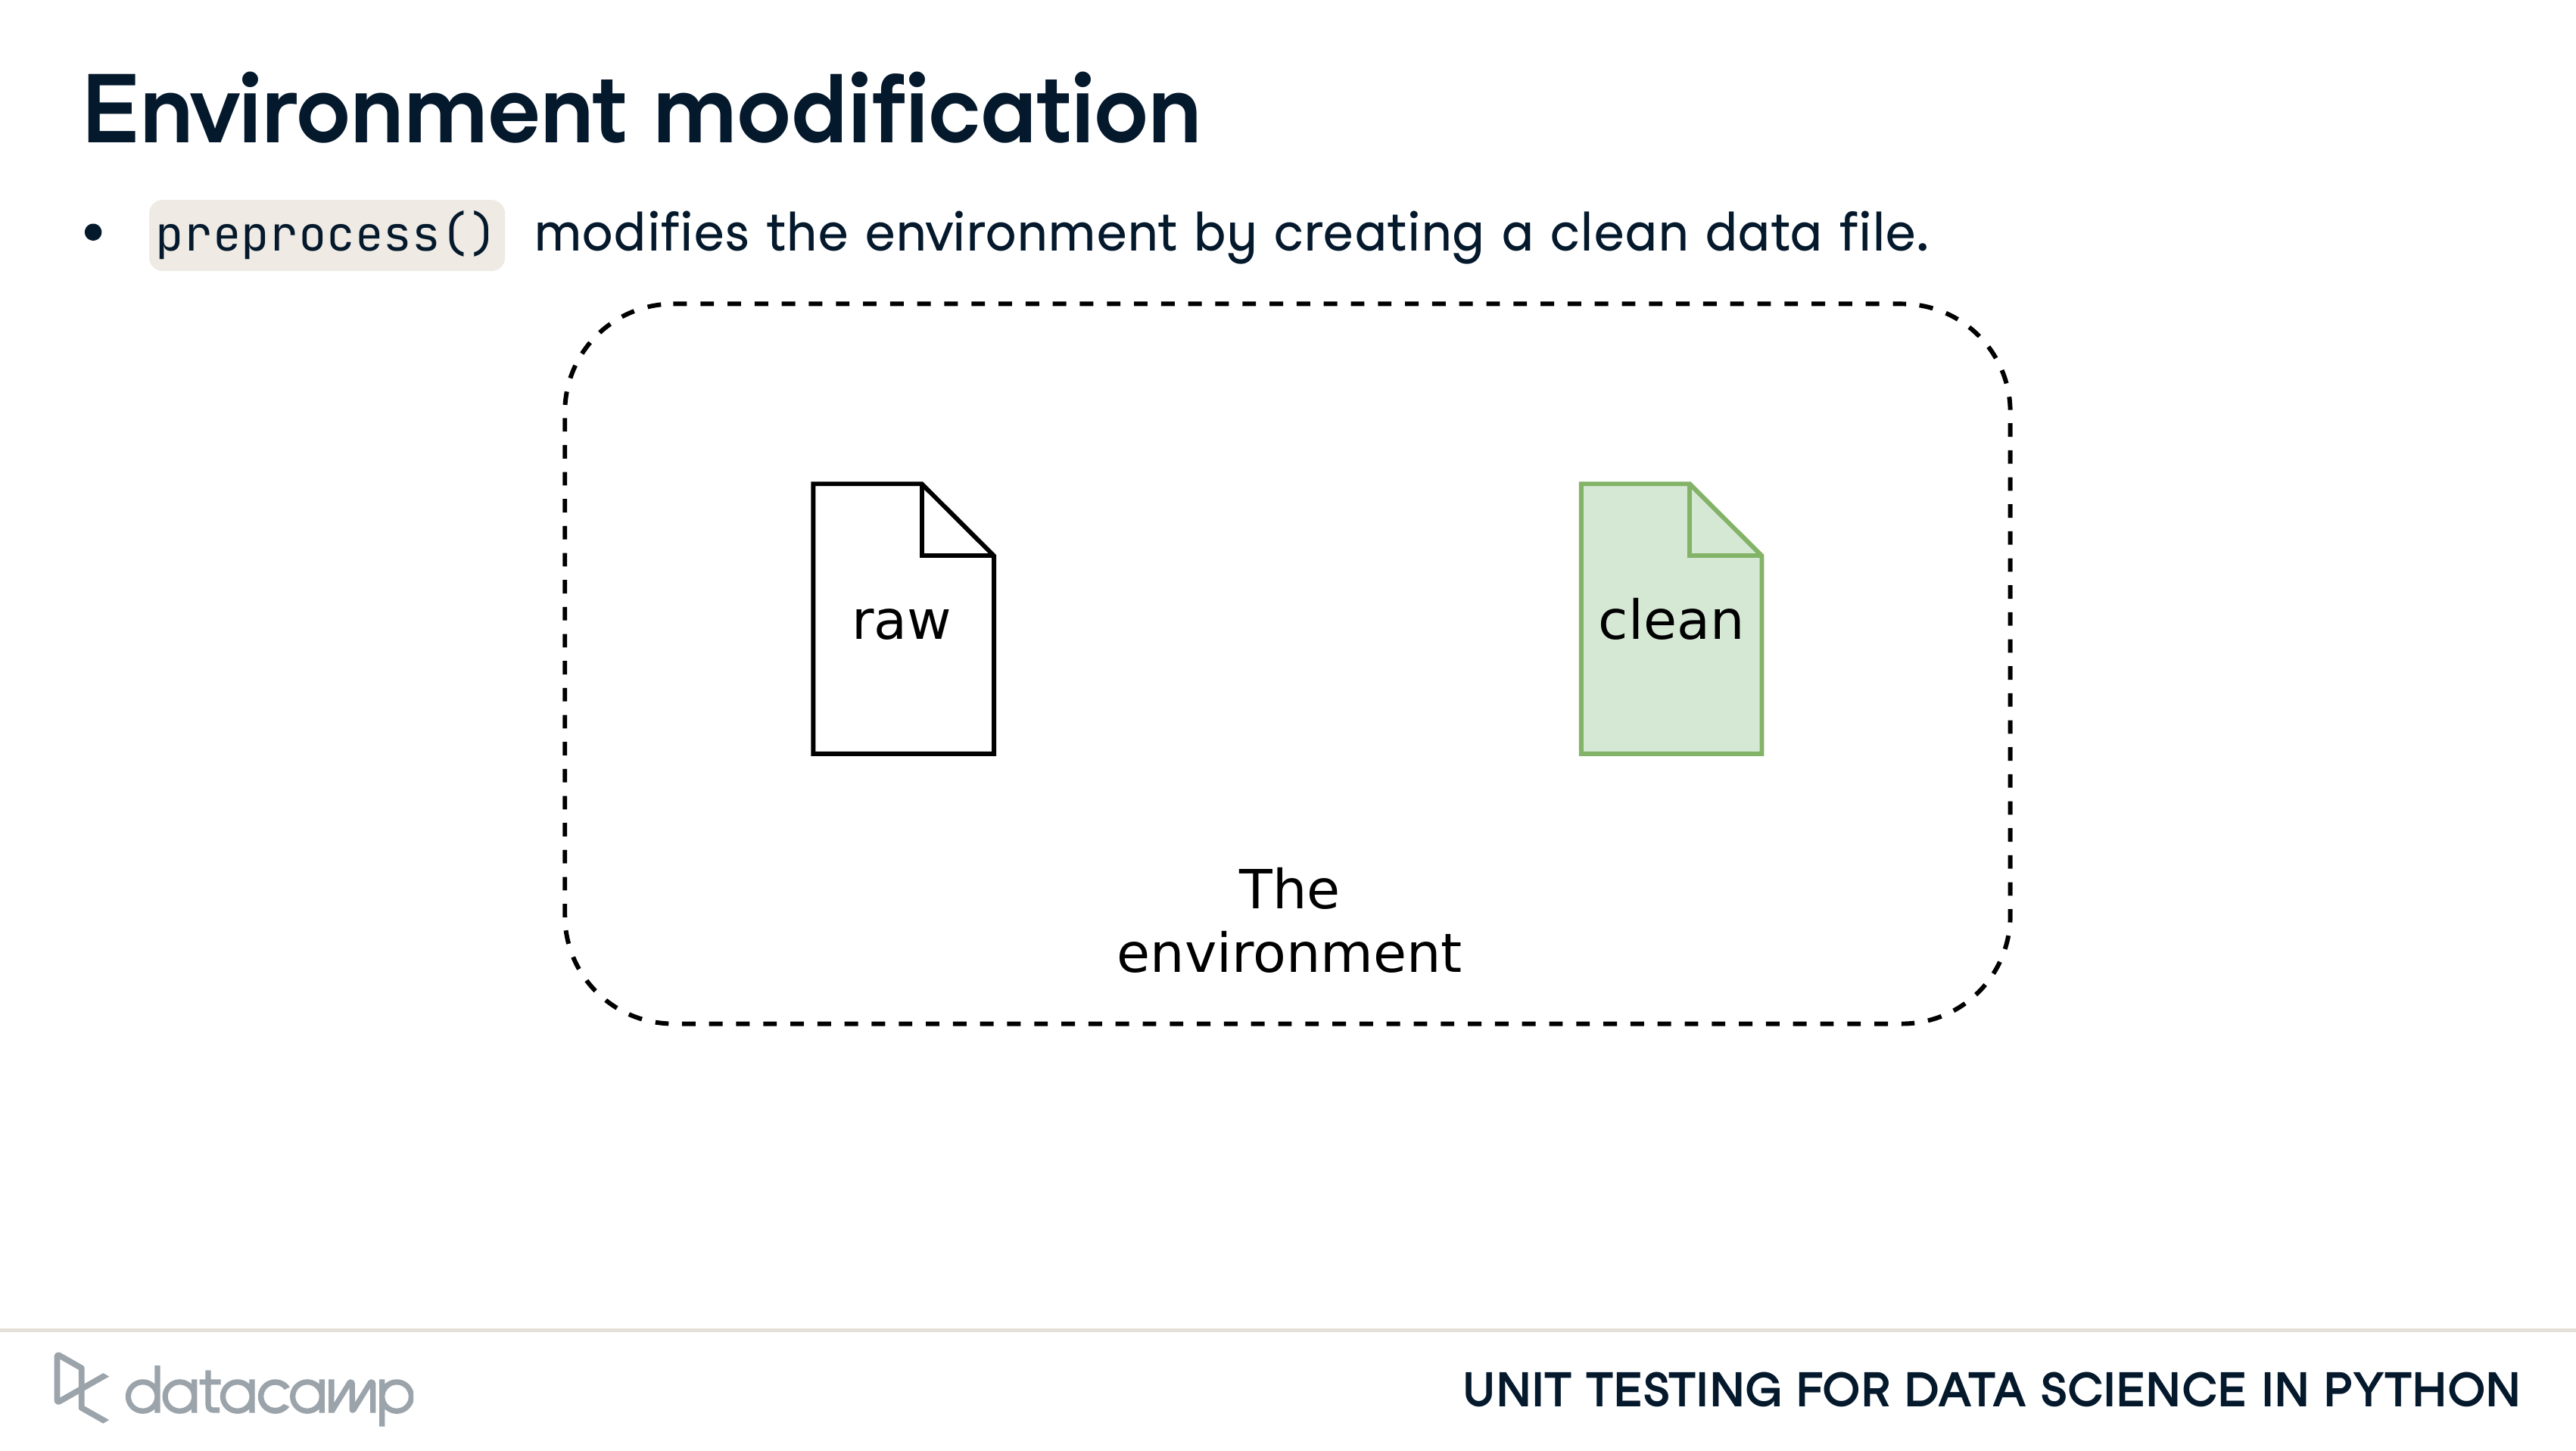 Environment modification
• preprocess() modifies the environment by creating a clean data file.
raw
clean
The
environment
datacamp
UNIT TESTING FOR DATA SCIENCE IN PYTHON